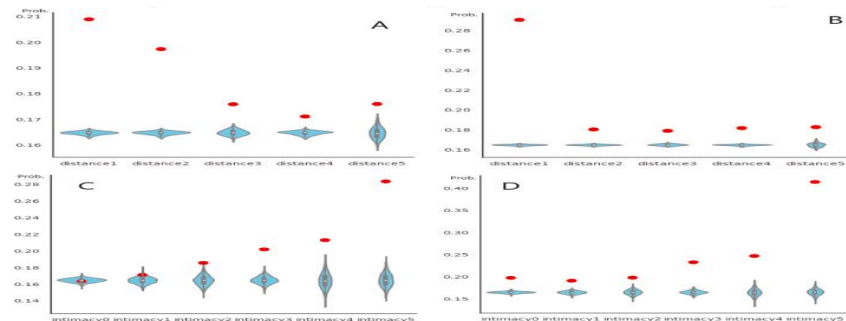 Prob.
0.21
A
0.20
0.19
0.18
0.17
0.16
distance1 distance2 distance3 distance4 distance5
Prob.
B
0.28
0.26
0.24
0.22
0.20
0.18
0.16
distance1 distance2 distance3 distance4 distance5
Prob.
C
0.28
0.26
0.24
0.22
0.20
0.18
0.16
0.14
intimacy0 intimacy1 intimacy2 intimacy3 intimacy4 intimacy5
Prob.
D
0.40
0.35
0.30
0.25
0.20
0.15
intimacy0 intimacy1 intimacy2 intimacy3 intimacy4 intimacy5